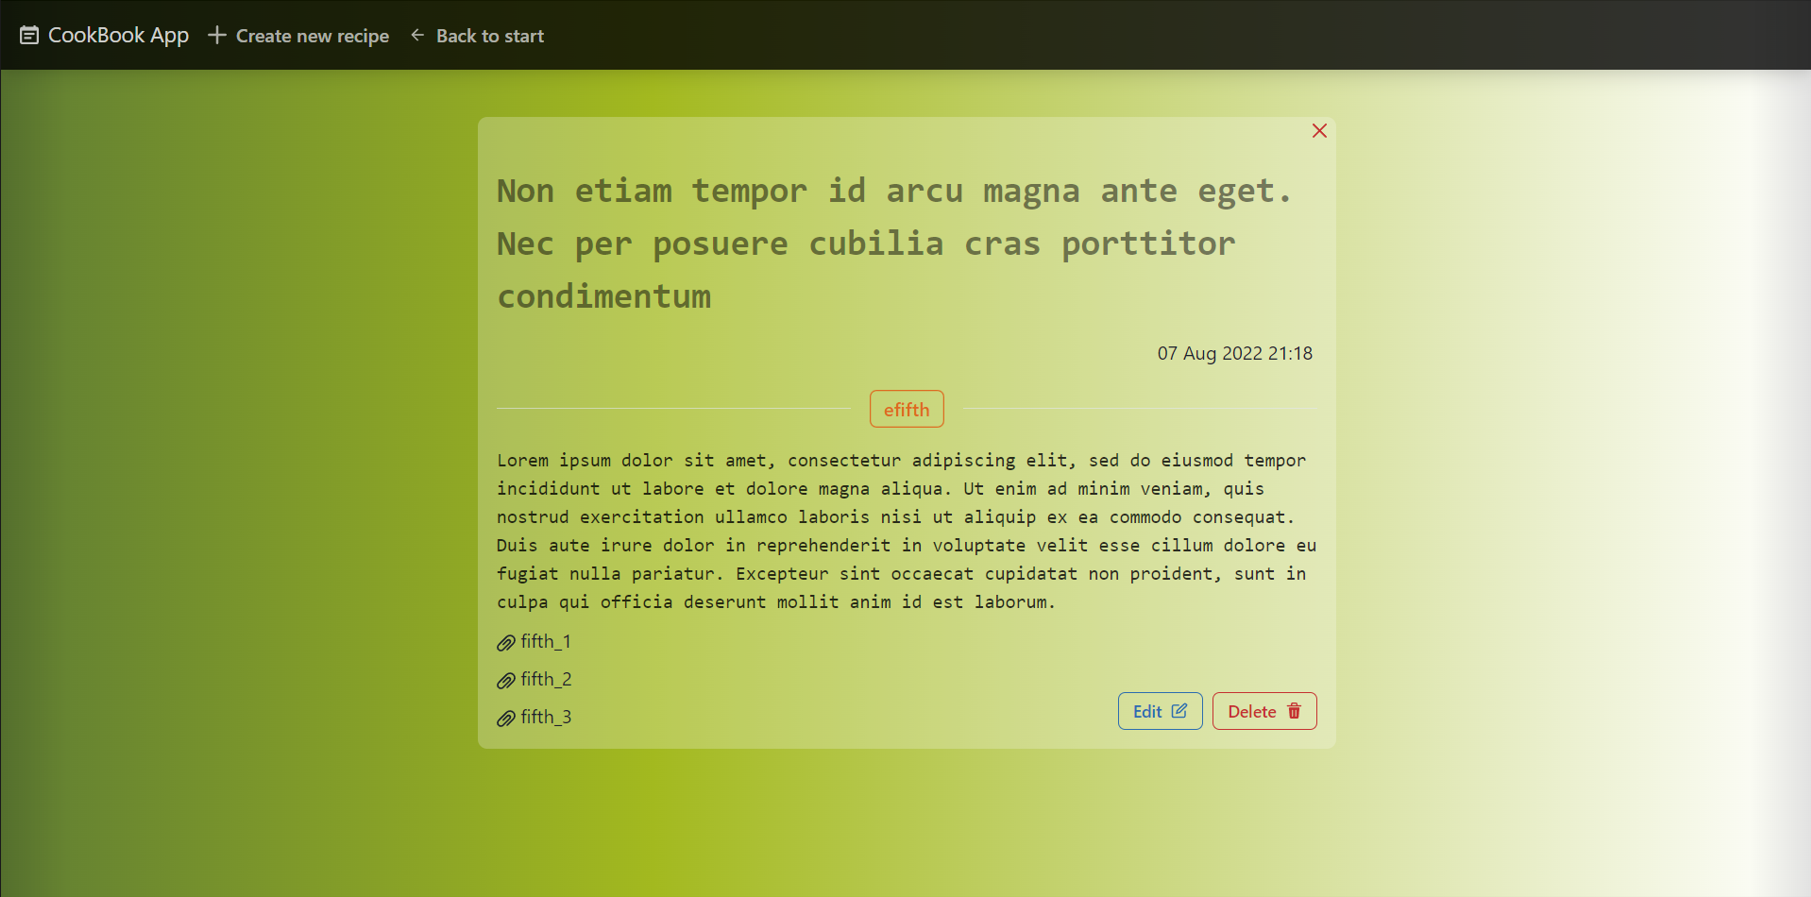 CookBook App Create new recipe Back to start
Non etiam tempor id arcu magna ante eget.
Nec per posuere cubilia cras porttitor
condimentum
07 Aug 2022 21:18
efifth
Lorem ipsum dolor sit amet, consectetur adipiscing elit, sed do eiusmod tempor
incididunt ut labore et dolore magna aliqua. Ut enim ad minim veniam, quis
nostrud exercitation ullamco laboris nisi ut aliquip ex ea commodo consequat.
Duis aute irure dolor in reprehenderit in voluptate velit esse cillum dolore eu
fugiat nulla pariatur. Excepteur sint occaecat cupidatat non proident, sunt in
culpa qui officia deserunt mollit anim id est laborum.
fifth_1
fifth_2
fifth_3
Edit Delete